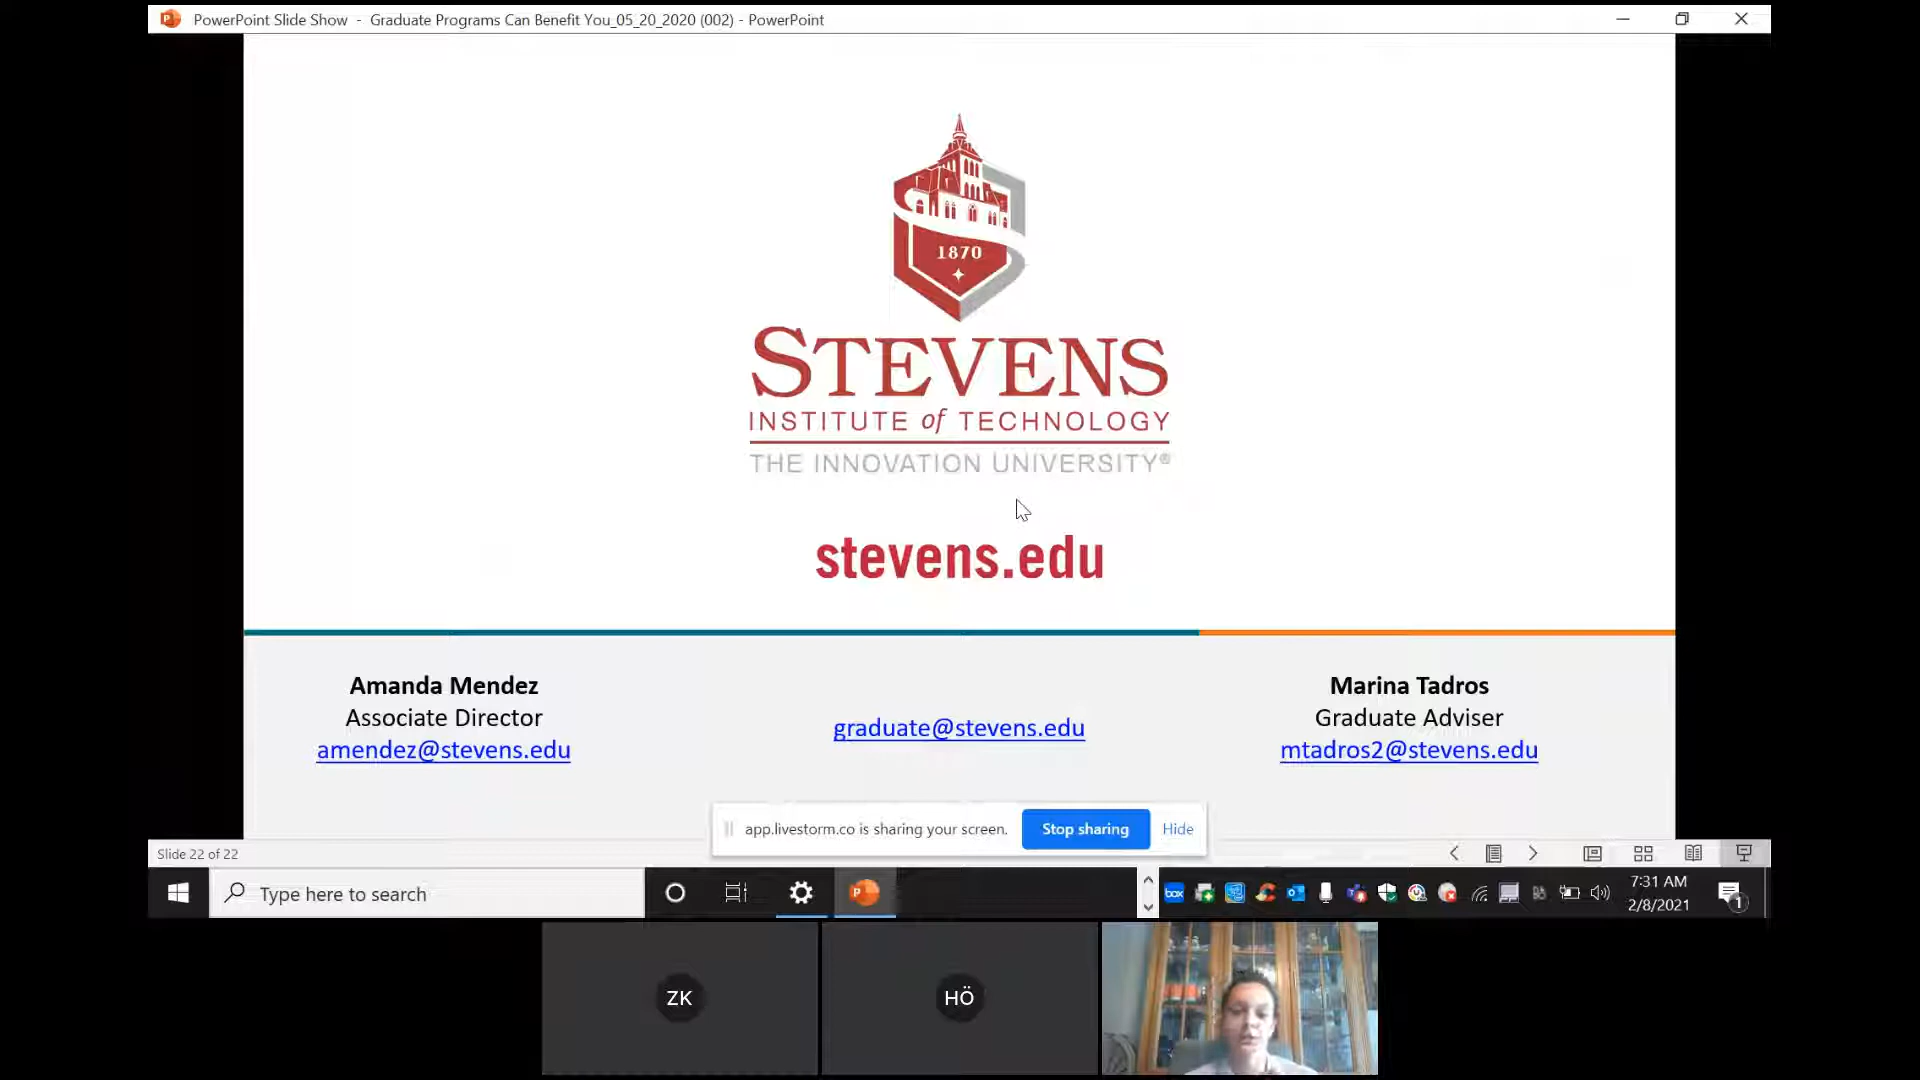 PowerPoint Slide Show - Graduate Programs Can Benefit You_05_20_2020 (002) - PowerPoint
1870
STEVENS
INSTITUTE of TECHNOLOGY
THE INNOVATION UNIVERSITY®
stevens.edu
Amanda Mendez
Associate Director
amendez@stevens.edu
graduate@stevens.edu
Marina Tadros
Graduate Adviser
mtadros2@stevens.edu
app.livestorm.co is sharing your screen.
Stop sharing
Hide
Slide 22 of 22
Type here to search
box
7:31 AM
2/8/2021
1
ZK
HÖ